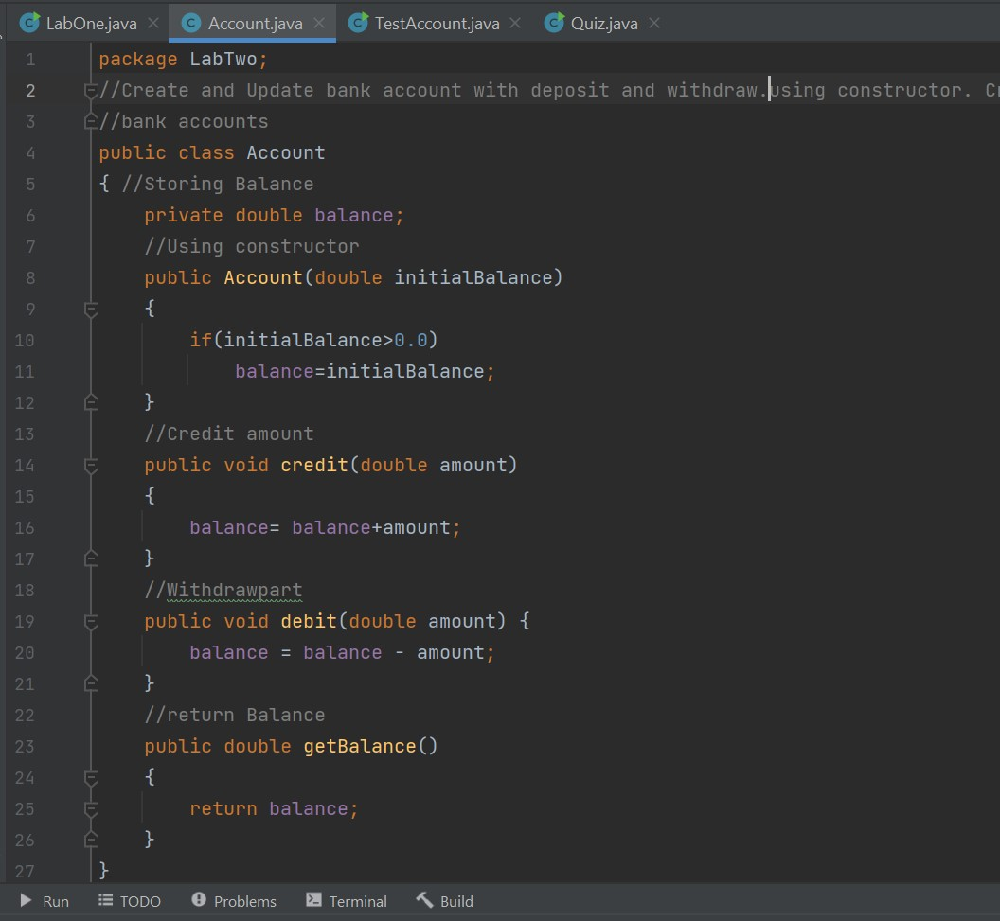 LabOne.java Account.java TestAccount.java Quiz.java
1 package LabTwo;
2 //Create and Update bank account with deposit and withdraw.using constructor. Cr
3 //bank accounts
4 public class Account
5 { //Storing Balance
6 private double balance;
7 //Using constructor
8 public Account(double initialBalance)
9 {
10 if(initialBalance>0.0)
11 balance=initialBalance;
12 }
13 //Credit amount
14 public void credit(double amount)
15 {
16 balance= balance+amount;
17 }
18 //Withdrawpart
19 public void debit(double amount) {
20 balance = balance - amount;
21 }
22 //return Balance
23 public double getBalance()
24 {
25 return balance;
26 }
27 }
Run TODO Problems Terminal Build